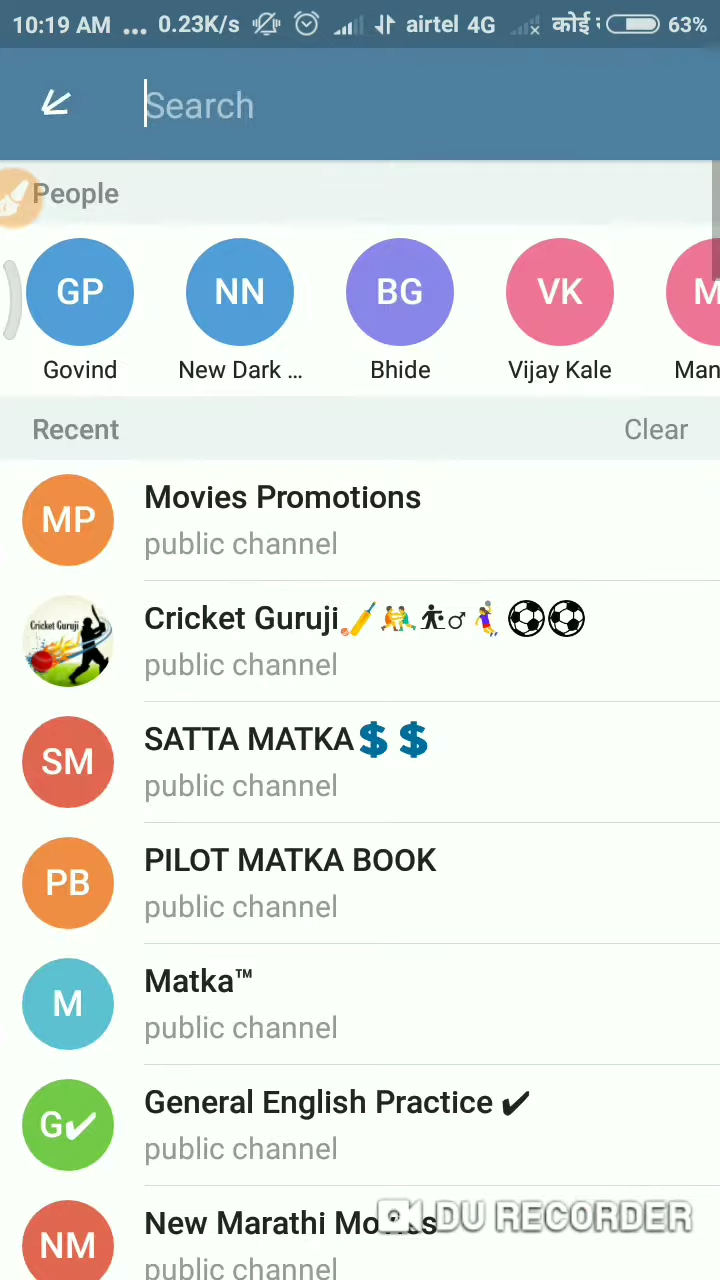 10:19 AM ... 0.23K/s airtel 4G कोई 63%
Search
People
GP NN BG VK M
Govind New Dark ... Bhide Vijay Kale Man
Recent Clear
MP Movies Promotions
public channel
Cricket Guruji Cricket Guruji🏏🤼🏃♂🤾⚽⚽
public channel
SM SATTA MATKA💲💲
public channel
PB PILOT MATKA BOOK
public channel
M Matka™
public channel
G✔ General English Practice ✔
public channel
NM New Marathi Movies
DU RECORDER
public channel